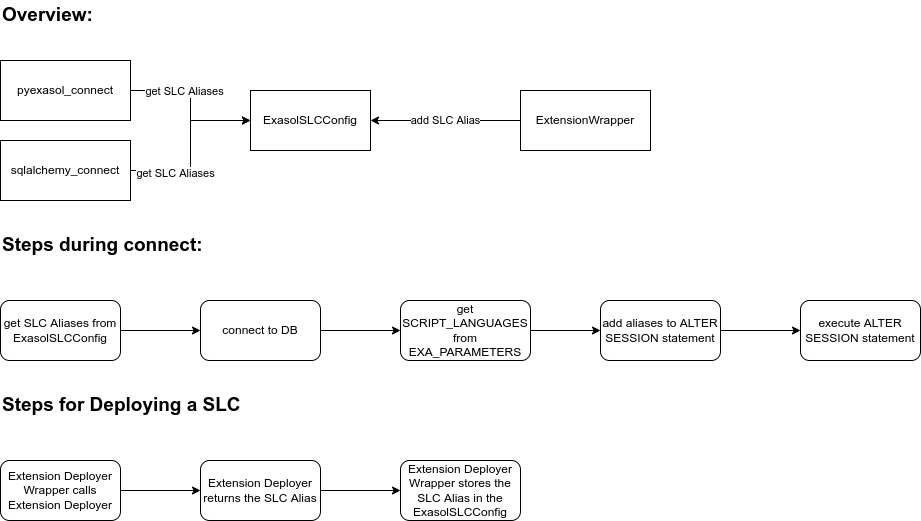 Overview:
pyexasol_connect
get SLC Aliases
ExasolSLCConfig
add SLC Alias
ExtensionWrapper
sqlalchemy_connect
get SLC Aliases
Steps during connect:
get SLC Aliases from
ExasolSLCConfig
connect to DB
get
SCRIPT_LANGUAGES
from
EXA_PARAMETERS
add aliases to ALTER
SESSION statement
execute ALTER
SESSION statement
Steps for Deploying a SLC
Extension Deployer
Wrapper calls
Extension Deployer
Extension Deployer
returns the SLC Alias
Extension Deployer
Wrapper stores the
SLC Alias in the
ExasolSLCConfig